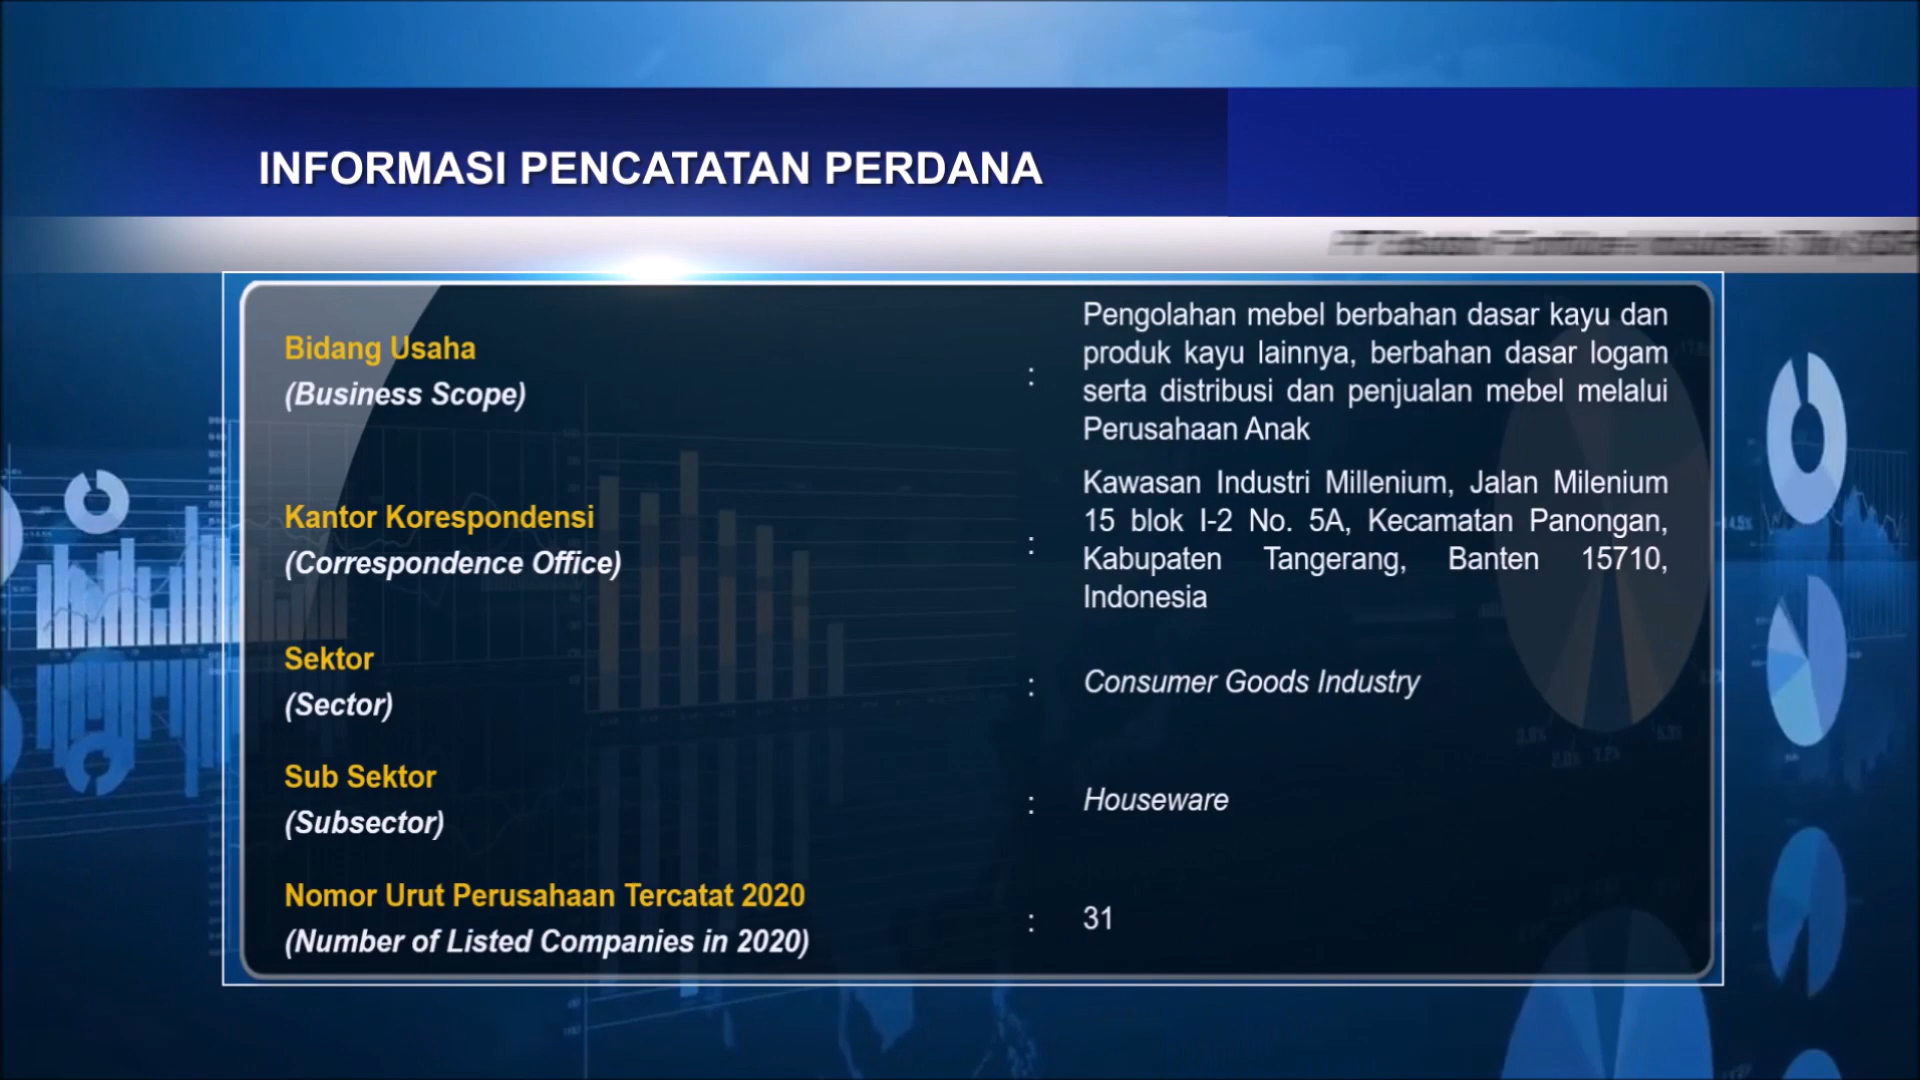 INFORMASI PENCATATAN PERDANA
Bidang Usaha
(Business Scope)
:
Pengolahan mebel berbahan dasar kayu dan
produk kayu lainnya, berbahan dasar logam
serta distribusi dan penjualan mebel melalui
Perusahaan Anak
Kantor Korespondensi
(Correspondence Office)
:
Kawasan Industri Millenium, Jalan Milenium
15 blok I-2 No. 5A, Kecamatan Panongan,
Kabupaten Tangerang, Banten 15710,
Indonesia
Sektor
(Sector)
:
Consumer Goods Industry
Sub Sektor
(Subsector)
:
Houseware
Nomor Urut Perusahaan Tercatat 2020
(Number of Listed Companies in 2020)
:
31